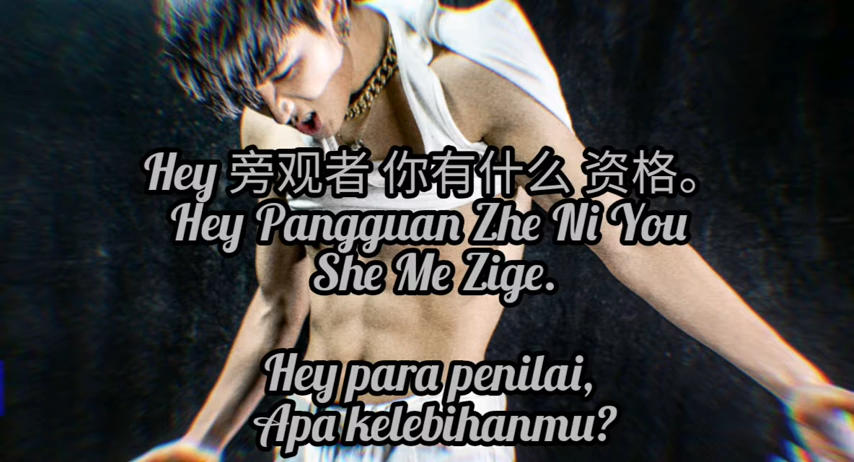 Hey 旁观者 你有什么 资格。
Hey Pangguan Zhe Ni You
She Me Zige.
Hey para penilai,
Apa kelebihanmu?